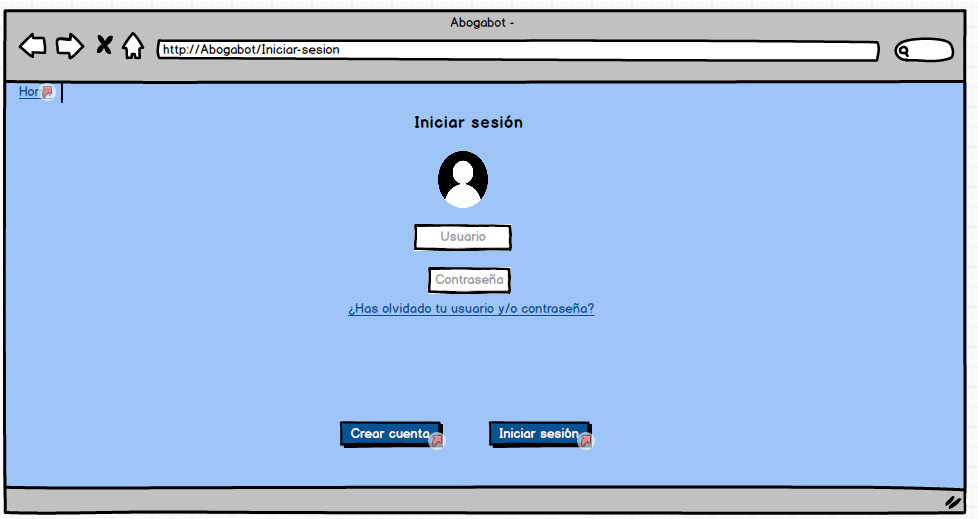 Abogabot -
http://Abogabot/Iniciar-sesion
Iniciar sesión
Usuario
Contraseña
¿Has olvidado tu usuario y/o contraseña?
Crear cuenta
Iniciar sesión